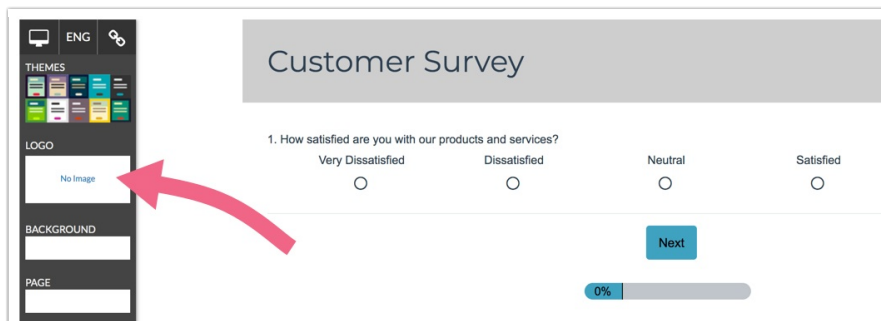 ENG
THEMES
LOGO
No Image
BACKGROUND
PAGE
Customer Survey
1. How satisfied are you with our products and services?
Very Dissatisfied Dissatisfied Neutral Satisfied
Next
0%